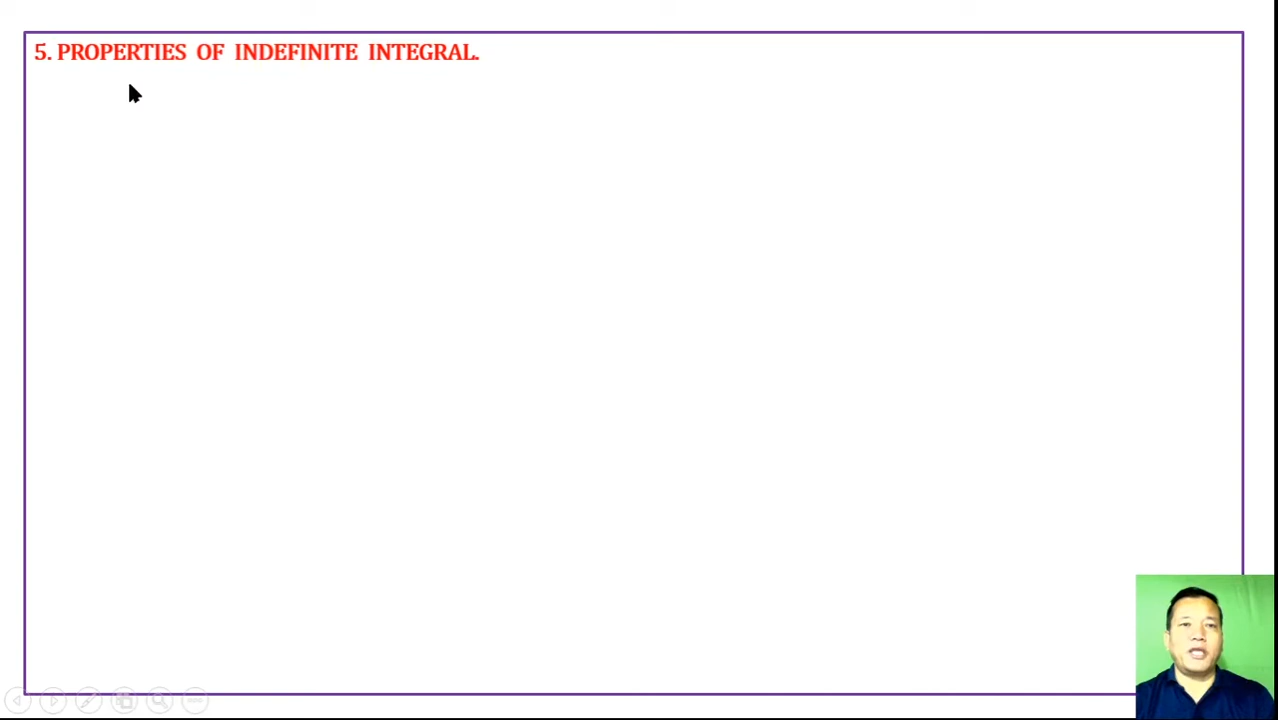 5. PROPERTIES OF INDEFINITE INTEGRAL.